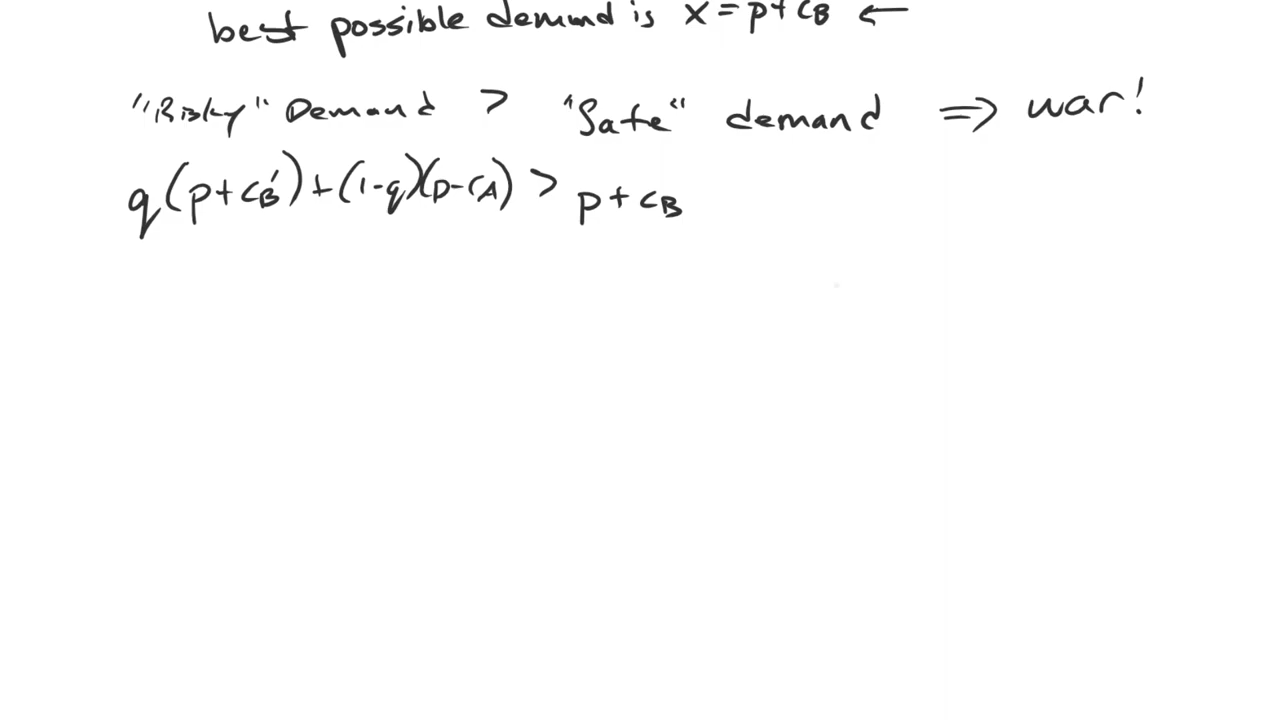 best possible demand is x = p + cB ←
"Risky" Demand > "Safe" demand ⇒ war!
q(p+cB') + (1-q)(p-cA) > p + cB